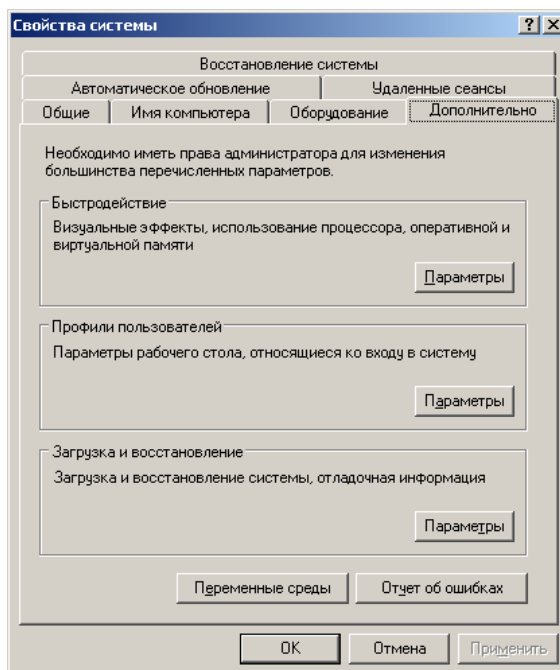 Свойства системы
Восстановление системы
Автоматическое обновление Удаленные сеансы
Общие Имя компьютера Оборудование Дополнительно
Необходимо иметь права администратора для изменения
большинства перечисленных параметров.
Быстродействие
Визуальные эффекты, использование процессора, оперативной и
виртуальной памяти
Параметры
Профили пользователей
Параметры рабочего стола, относящиеся ко входу в систему
Параметры
Загрузка и восстановление
Загрузка и восстановление системы, отладочная информация
Параметры
Переменные среды Отчет об ошибках
OK Отмена Применить